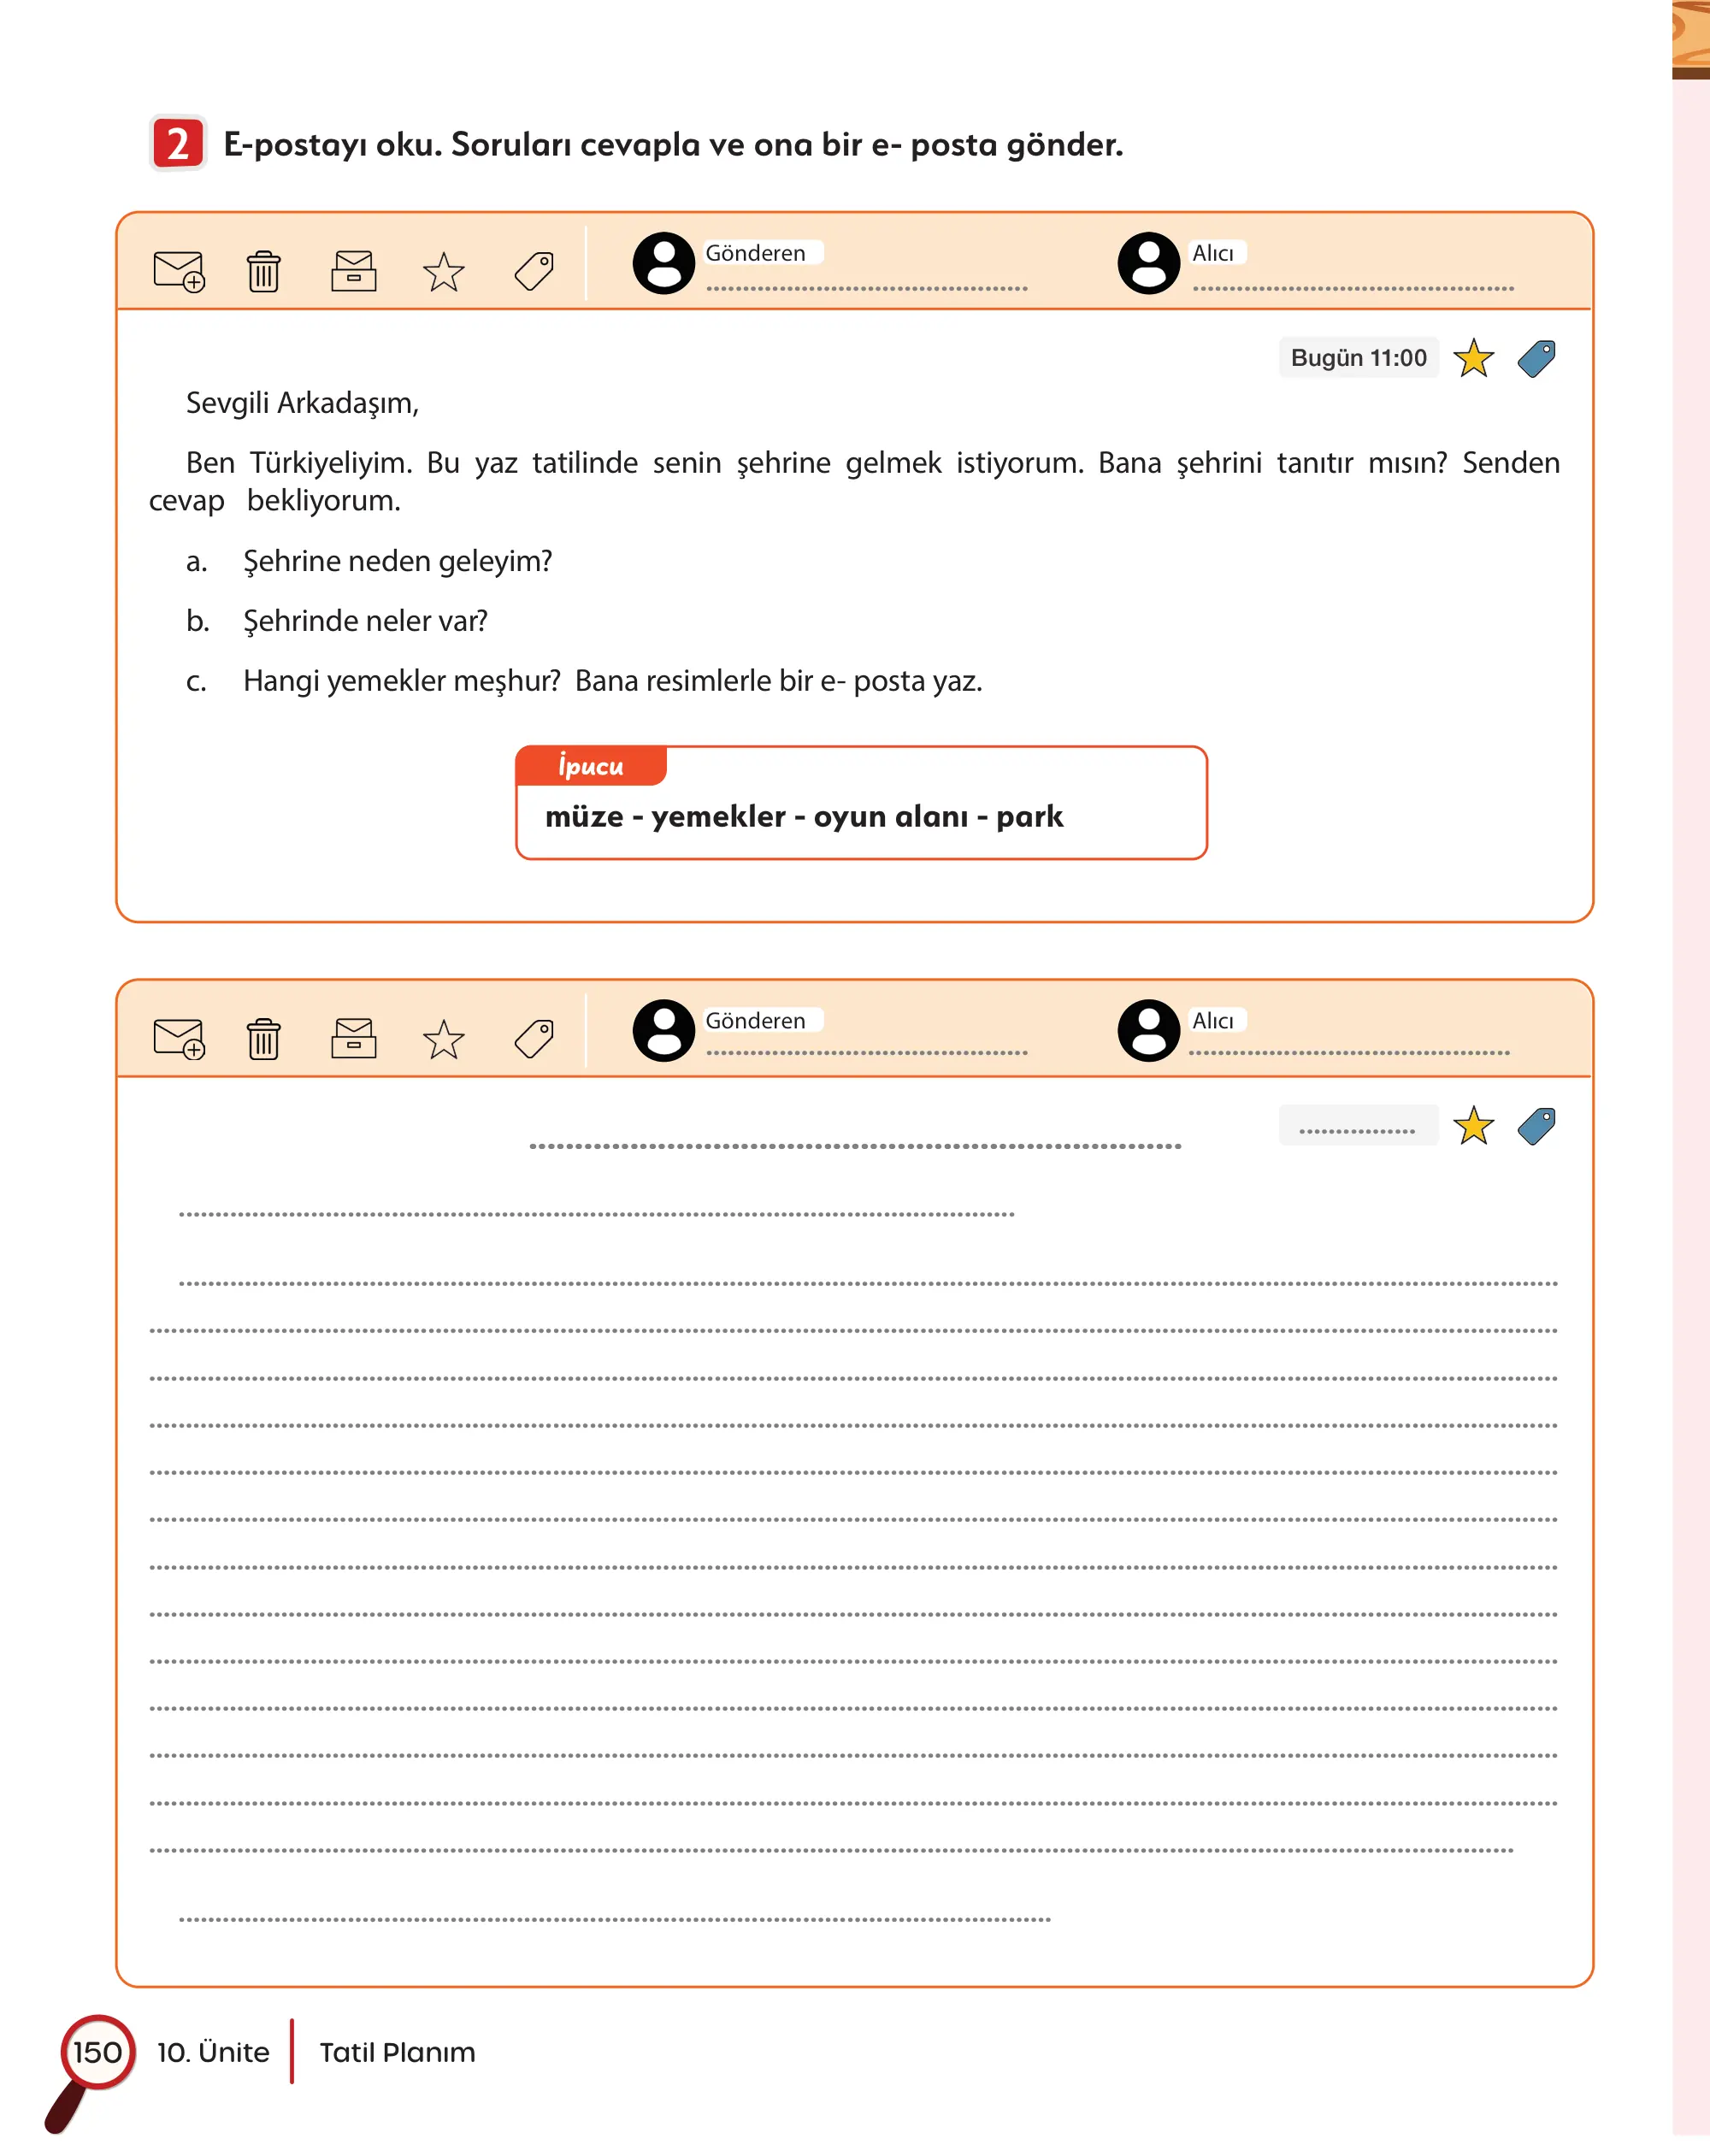 2 E-postayı oku. Soruları cevapla ve ona bir e- posta gönder.
Gönderen
Alıcı
Bugün 11:00
Sevgili Arkadaşım,
Ben Türkiyeliyim. Bu yaz tatilinde senin şehrine gelmek istiyorum. Bana şehrini tanıtır mısın? Senden
cevap bekliyorum.
a. Şehrine neden geleyim?
b. Şehrinde neler var?
c. Hangi yemekler meşhur? Bana resimlerle bir e- posta yaz.
İpucu
müze - yemekler - oyun alanı - park
Gönderen
Alıcı
150 10. Ünite Tatil Planım